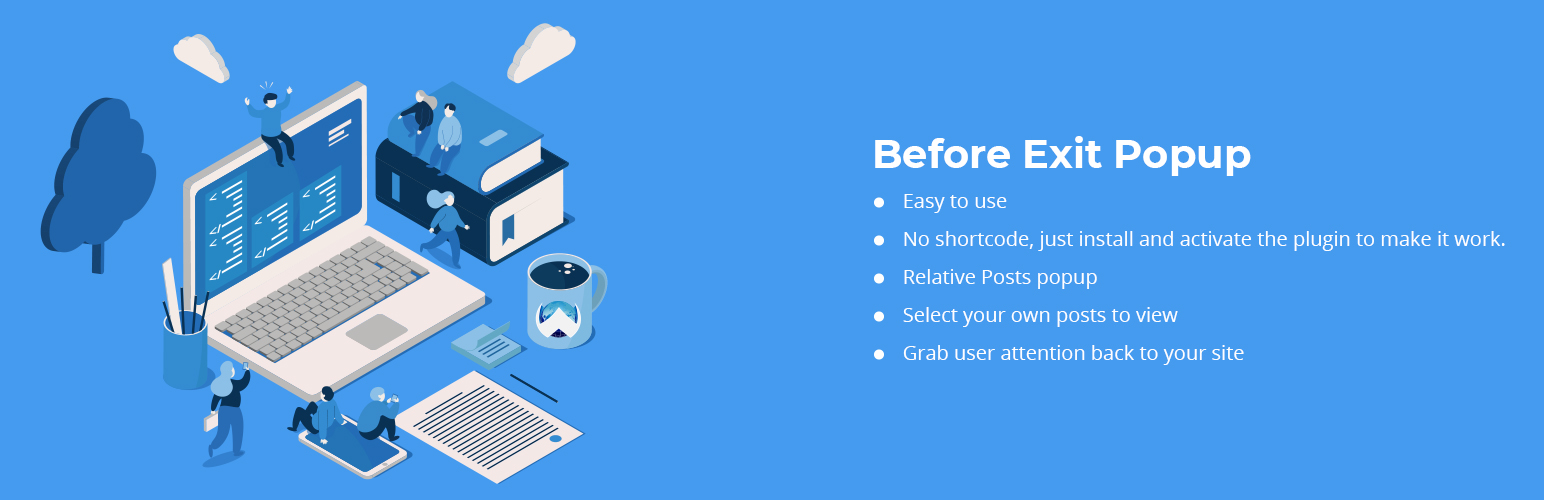 Before Exit Popup
Easy to use
No shortcode, just install and activate the plugin to make it work.
Relative Posts popup
Select your own posts to view
Grab user attention back to your site